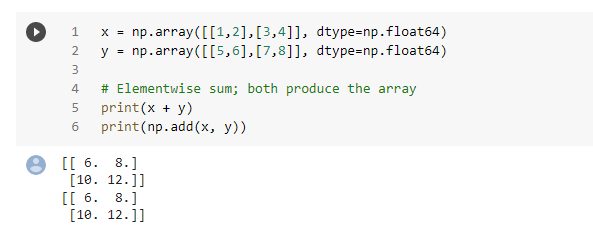 1 x = np.array([[1,2],[3,4]], dtype=np.float64)
2 y = np.array([[5,6],[7,8]], dtype=np.float64)
3
4 # Elementwise sum; both produce the array
5 print(x + y)
6 print(np.add(x, y))
[[ 6.  8.]
 [10. 12.]]
[[ 6.  8.]
 [10. 12.]]